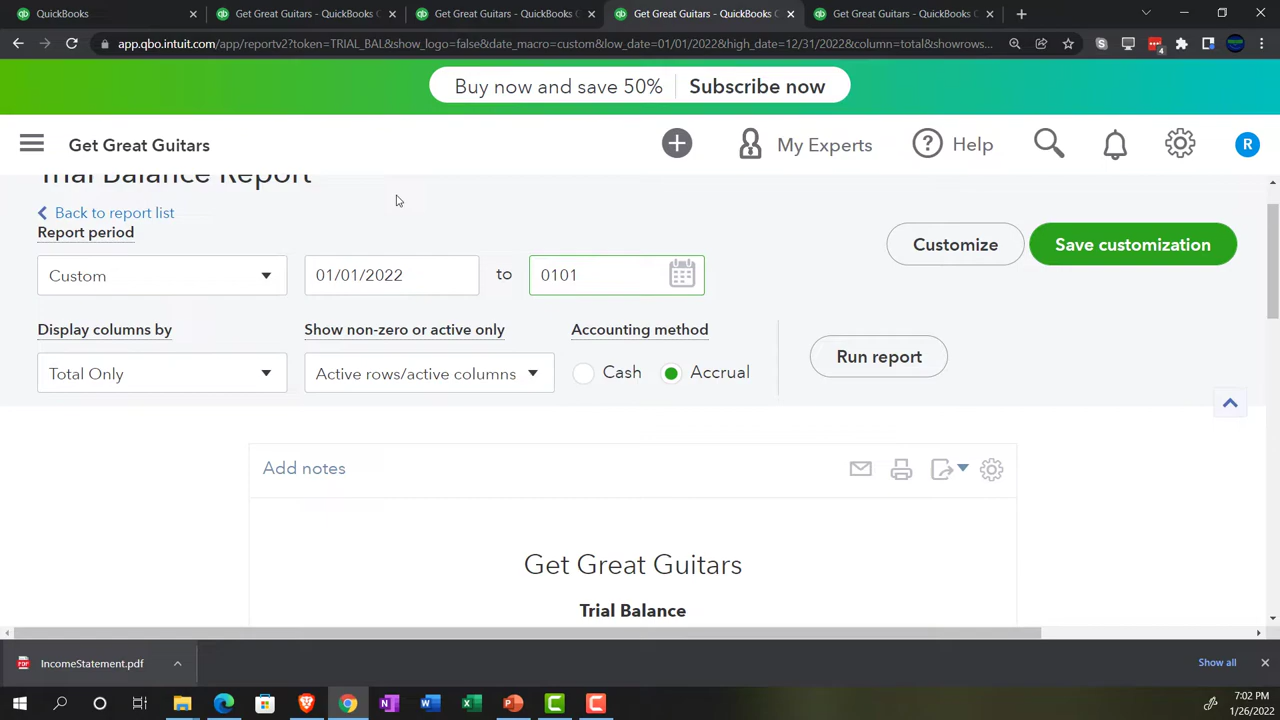 QuickBooks
Get Great Guitars - QuickBooks C
Get Great Guitars - QuickBooks C
Get Great Guitars - QuickBooks C
Get Great Guitars - QuickBooks C
app.qbo.intuit.com/app/reportv2?token=TRIAL_BAL&show_logo=false&date_macro=custom&low_date=01/01/2022&high_date=12/31/2022&column=total&showrows...
4
Buy now and save 50% Subscribe now
Get Great Guitars My Experts Help R
Trial Balance Report
Back to report list
Report period
Customize Save customization
Custom 01/01/2022 to 0101
Display columns by Show non-zero or active only Accounting method
Total Only Active rows/active columns Cash Accrual Run report
Add notes
Get Great Guitars
Trial Balance
IncomeStatement.pdf Show all
7:02 PM
1/26/2022